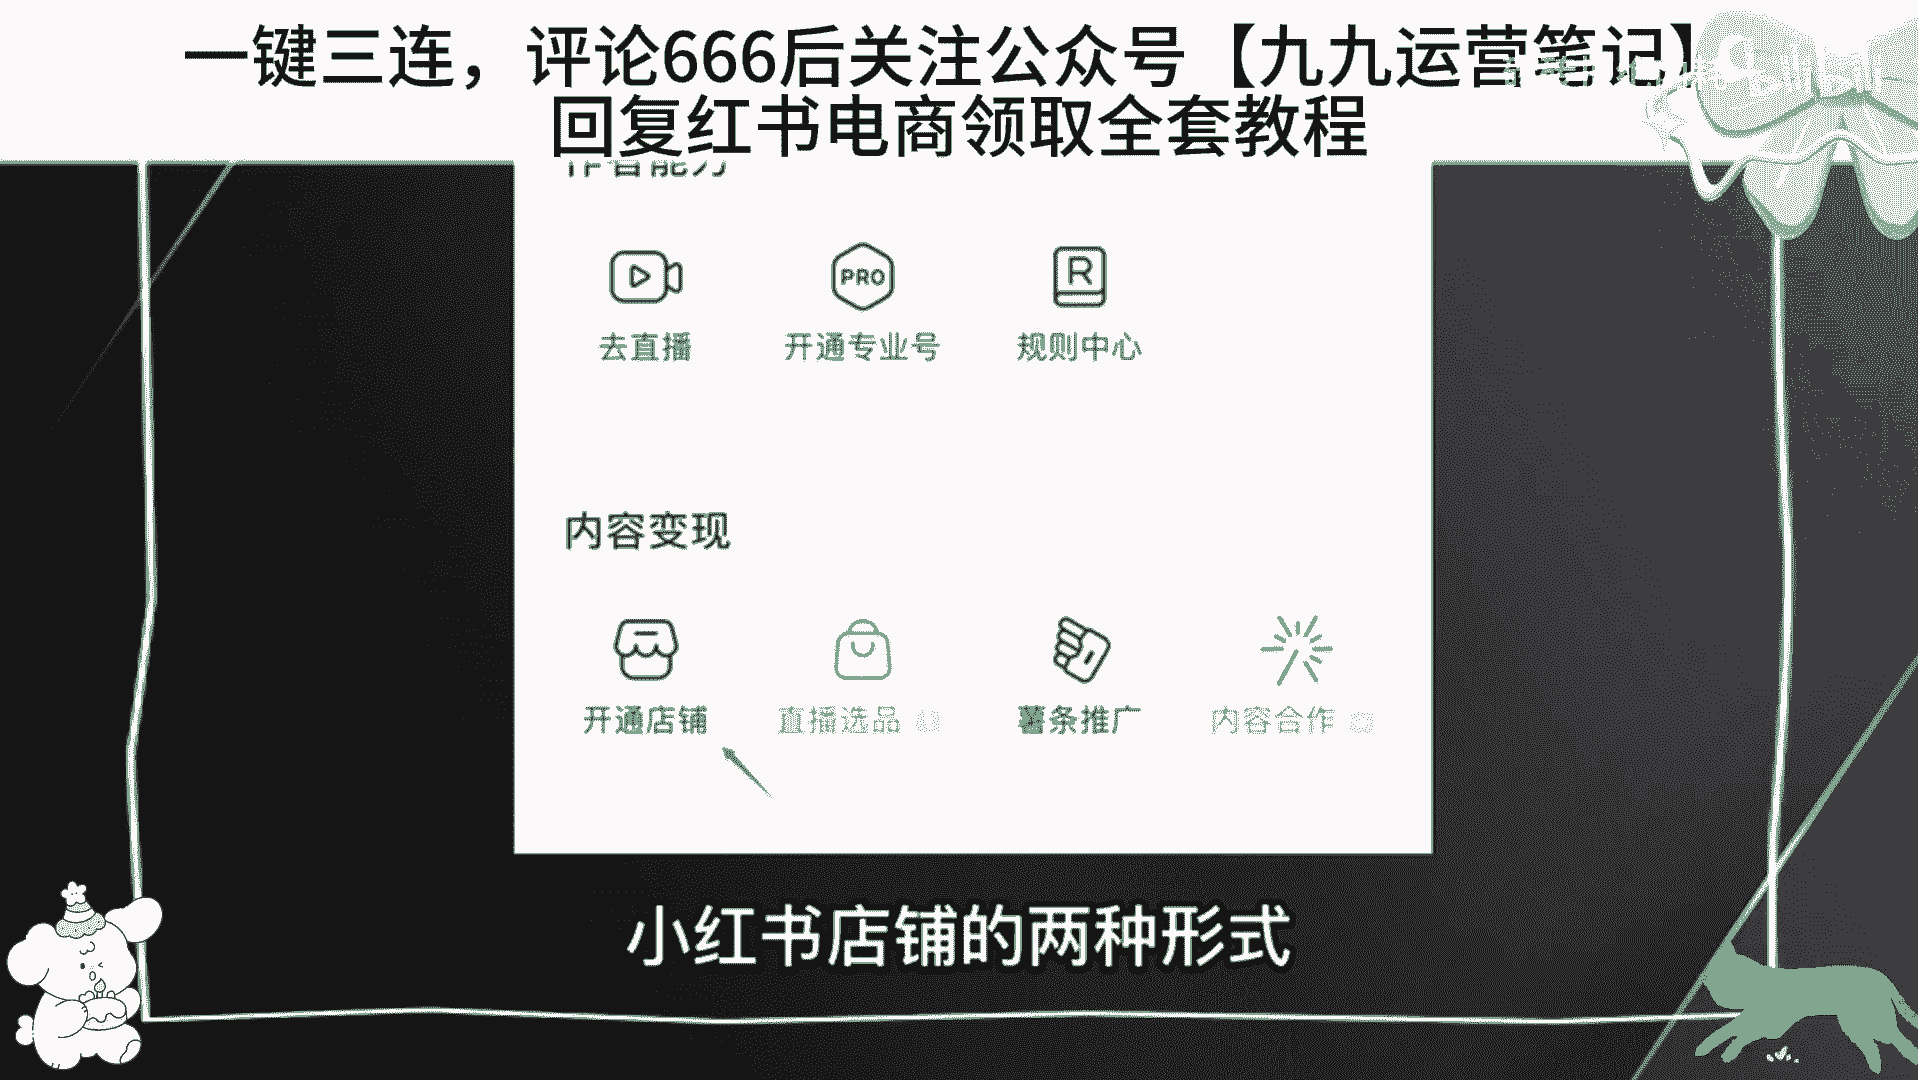 一键三连，评论666后关注公众号【九九运营笔记】
回复红书电商领取全套教程
作者能力
PRO
R
去直播
开通专业号
规则中心
内容变现
开通店铺
直播选品
薯条推广
内容合作
小红书店铺的两种形式